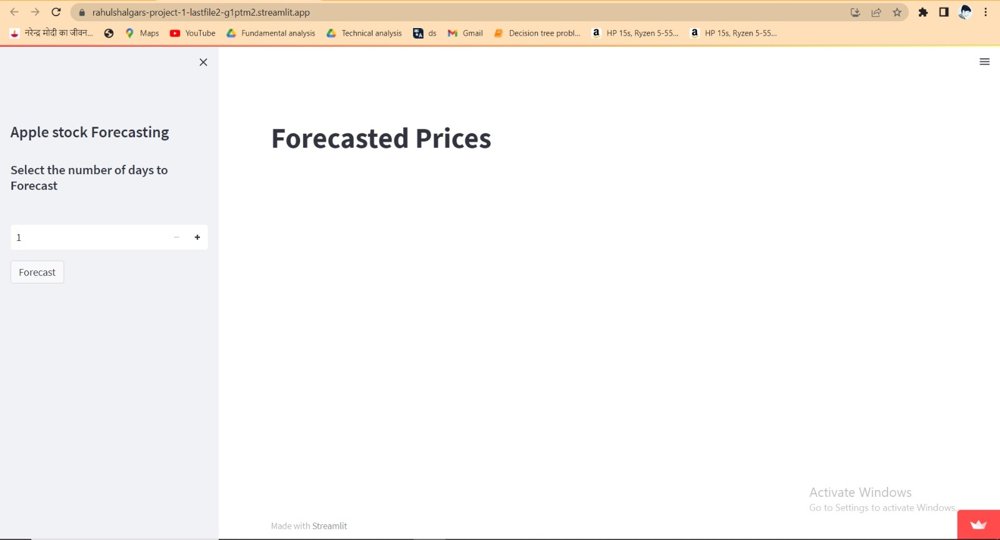 rahulshalgars-project-1-lastfile2-g1ptm2.streamlit.app
नरेन्द्र मोदी का जीवन... Maps YouTube Fundamental analysis Technical analysis ds Gmail Decision tree probl... HP 15s, Ryzen 5-55... HP 15s, Ryzen 5-55...
Apple stock Forecasting
Select the number of days to
Forecast
1
Forecast
Forecasted Prices
Activate Windows
Go to Settings to activate Windows.
Made with Streamlit